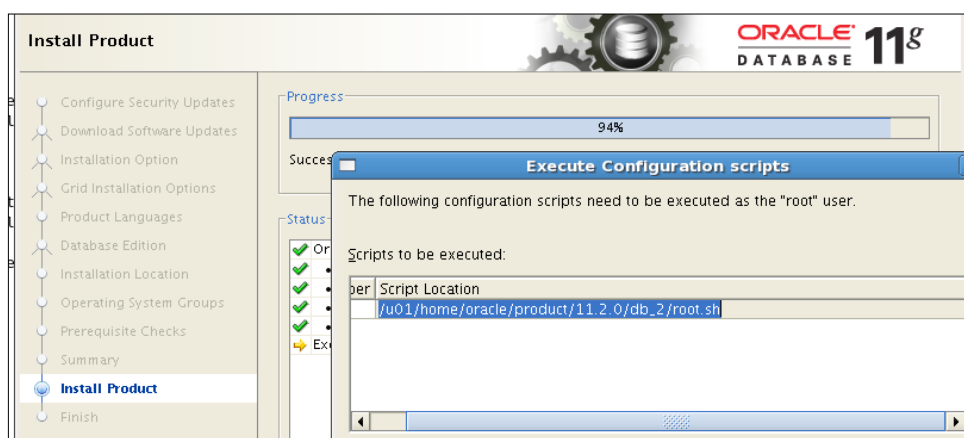 Install Product
ORACLE
DATABASE
11g
Configure Security Updates
Download Software Updates
Installation Option
Grid Installation Options
Product Languages
Database Edition
Installation Location
Operating System Groups
Prerequisite Checks
Summary
Install Product
Finish
Progress
94%
Succes
Status
Or
Exe
Execute Configuration scripts
The following configuration scripts need to be executed as the "root" user.
Scripts to be executed:
ber Script Location
/u01/home/oracle/product/11.2.0/db_2/root.sh